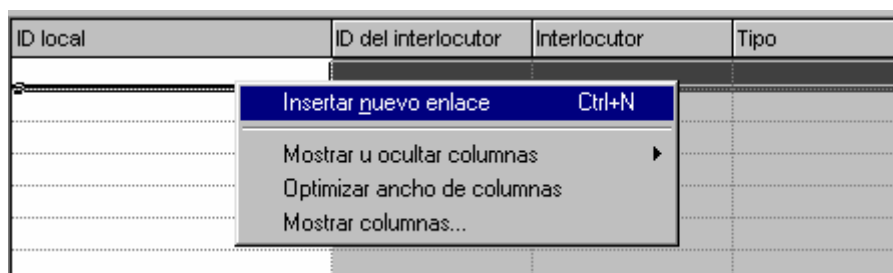 ID local ID del interlocutor Interlocutor Tipo
Insertar nuevo enlace Ctrl+N
Mostrar u ocultar columnas
Optimizar ancho de columnas
Mostrar columnas...